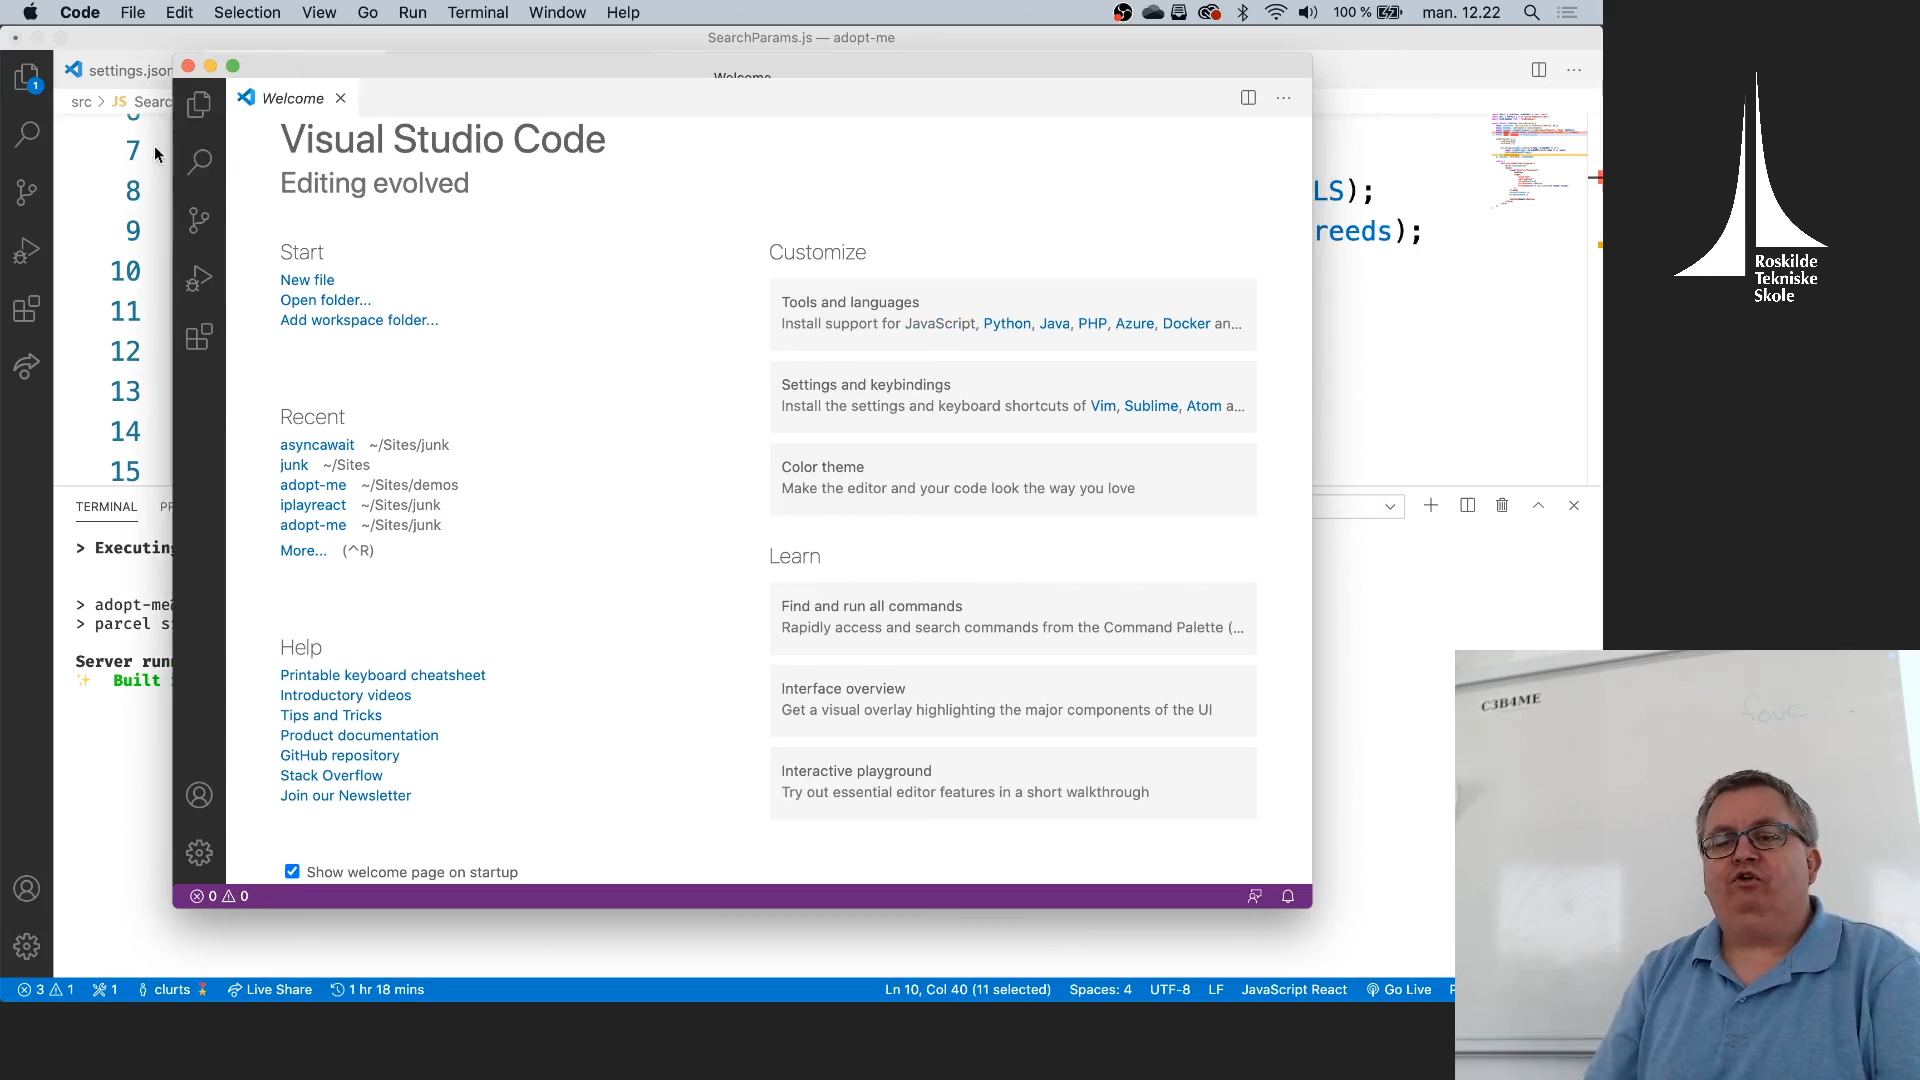 Code File Edit Selection View Go Run Terminal Window Help
100 % man. 12.22
SearchParams.js — adopt-me
settings.json
src > JS Searc
7
8
9
10
11
12
13
14
15
LS);
reeds);
TERMINAL
> Executing
> adopt-me
> parcel s
Server run
✨ Built
Welcome
Visual Studio Code
Editing evolved
Start
New file
Open folder...
Add workspace folder...
Recent
asyncawait ~/Sites/junk
junk ~/Sites
adopt-me ~/Sites/demos
iplayreact ~/Sites/junk
adopt-me ~/Sites/junk
More... (^R)
Help
Printable keyboard cheatsheet
Introductory videos
Tips and Tricks
Product documentation
GitHub repository
Stack Overflow
Join our Newsletter
Show welcome page on startup
Customize
Tools and languages
Install support for JavaScript, Python, Java, PHP, Azure, Docker an...
Settings and keybindings
Install the settings and keyboard shortcuts of Vim, Sublime, Atom a...
Color theme
Make the editor and your code look the way you love
Learn
Find and run all commands
Rapidly access and search commands from the Command Palette (...
Interface overview
Get a visual overlay highlighting the major components of the UI
Interactive playground
Try out essential editor features in a short walkthrough
0 0
3 1 1 clurts Live Share 1 hr 18 mins
Ln 10, Col 40 (11 selected) Spaces: 4 UTF-8 LF JavaScript React Go Live
Roskilde
Tekniske
Skole
C3B4ME
fouc